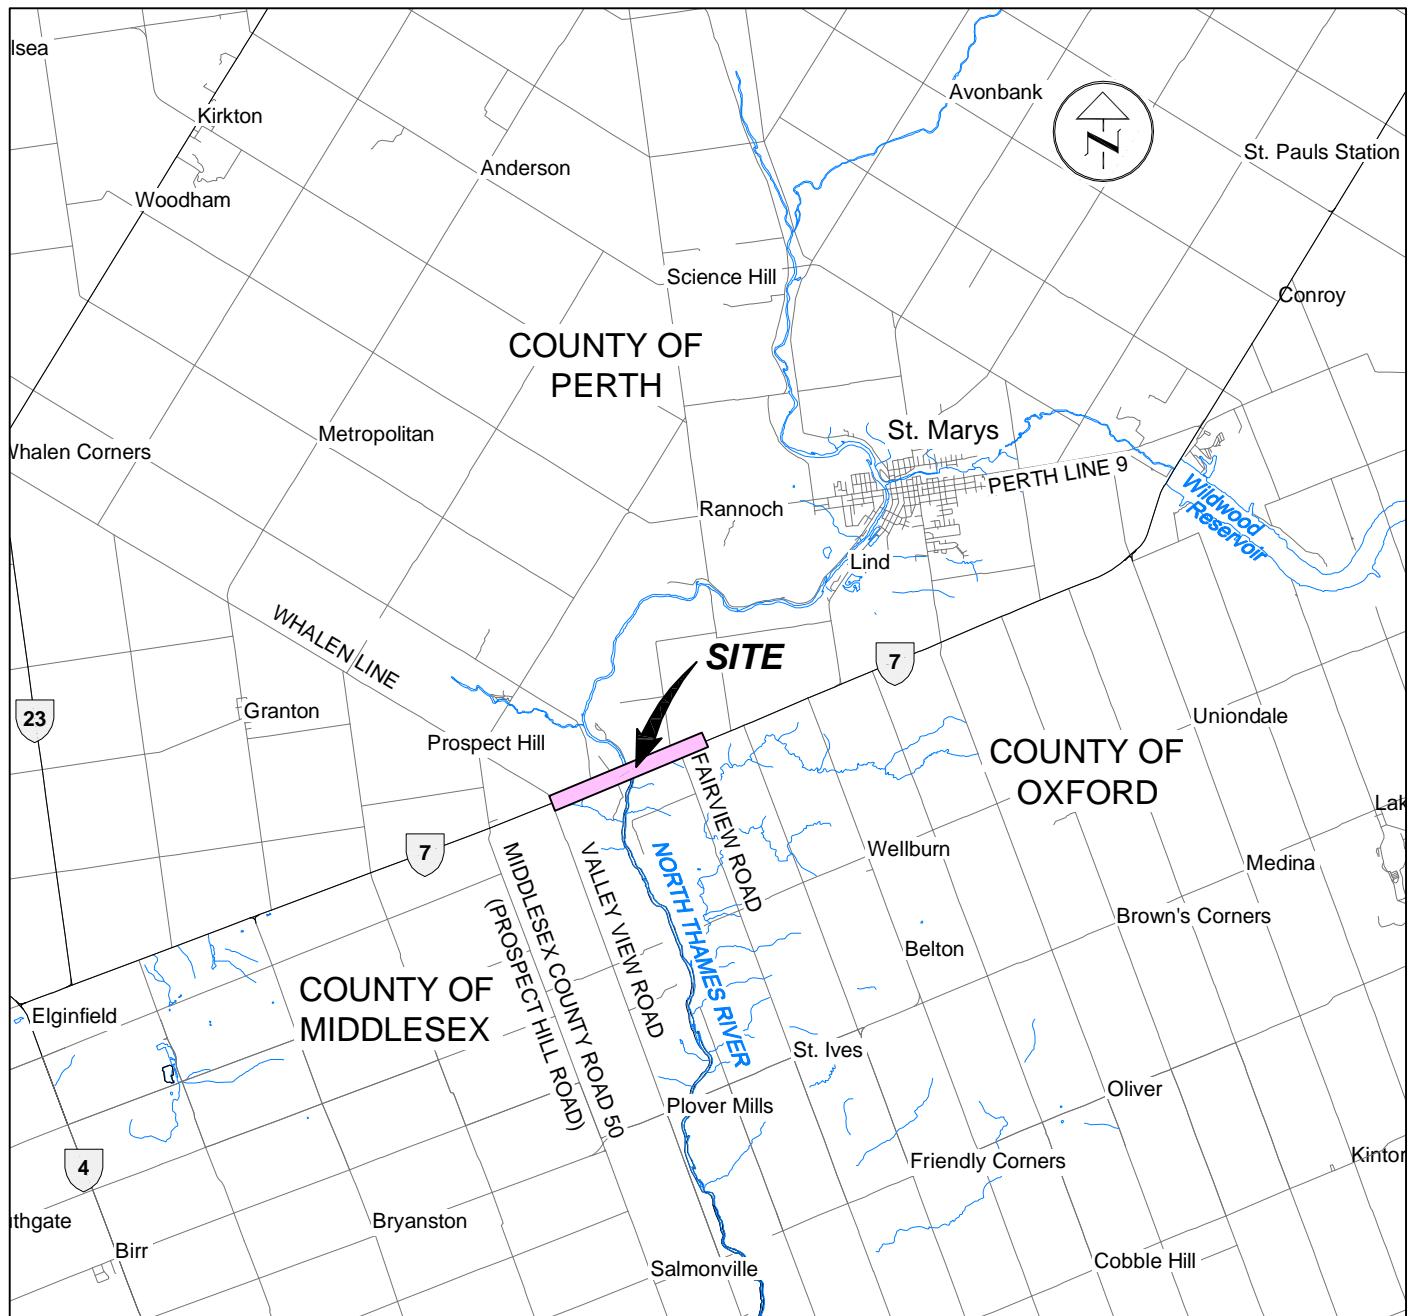 lsea
Kirkton
Avonbank
N
Anderson
St. Pauls Station
Woodham
Science Hill
Conroy
COUNTY OF
PERTH
Metropolitan
St. Marys
Whalen Corners
PERTH LINE 9
Rannoch
Wildwood
Reservoir
Lind
WHALEN LINE
SITE
7
23
Granton
Uniondale
Prospect Hill
COUNTY OF
OXFORD
FAIRVIEW ROAD
Lak
7
Wellburn
Medina
MIDDLESEX COUNTY ROAD 50
(PROSPECT HILL ROAD)
VALLEY VIEW ROAD
NORTH THAMES RIVER
Brown's Corners
Belton
COUNTY OF
MIDDLESEX
Elginfield
St. Ives
Oliver
Plover Mills
4
Friendly Corners
Kintor
thgate
Bryanston
Birr
Salmonville
Cobble Hill